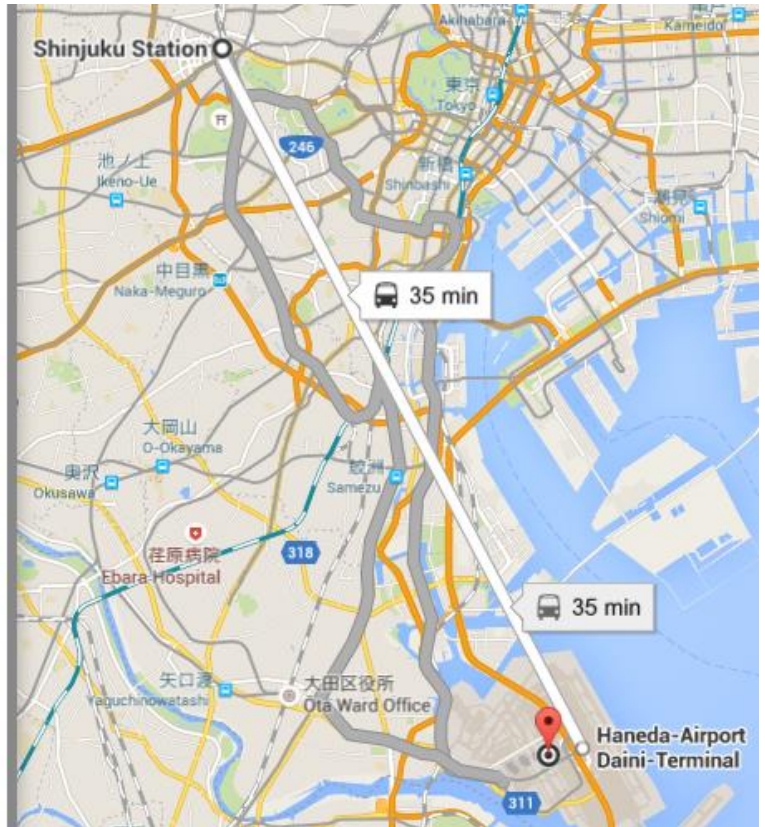 Akihabara
Kameido
Shinjuku Station
東京
Tokyo
246
池ノ上
Ikeno-Ue
新橋
Shinbashi
潮見
Shiomi
中目黒
Naka-Meguro
35 min
大岡山
O-Okayama
奥沢
Okusawa
鮫洲
Samezu
荏原病院
Ebara Hospital
318
35 min
矢口渡
Yaguchinowatashi
大田区役所
Ota Ward Office
Haneda-Airport
Daini-Terminal
311